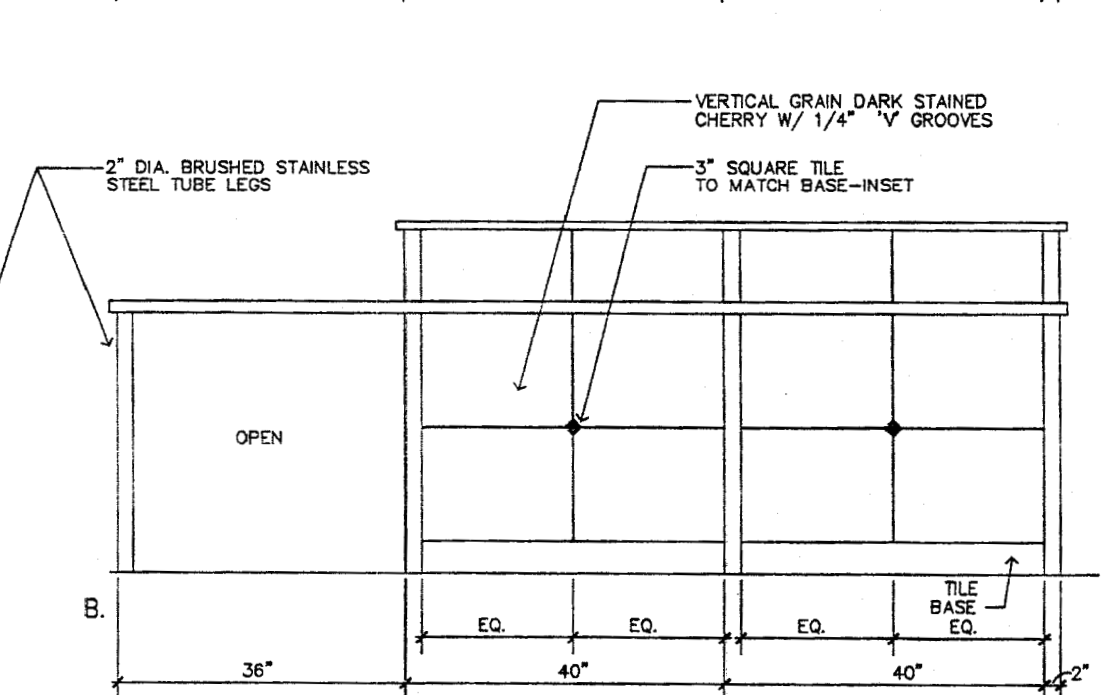 VERTICAL GRAIN DARK STAINED
CHERRY W/ 1/4" 'V' GROOVES
2" DIA. BRUSHED STAINLESS
STEEL TUBE LEGS
3" SQUARE TILE
TO MATCH BASE-INSET
OPEN
B.
TILE
BASE
EQ.
EQ.
EQ.
EQ.
36"
40"
40"
2"